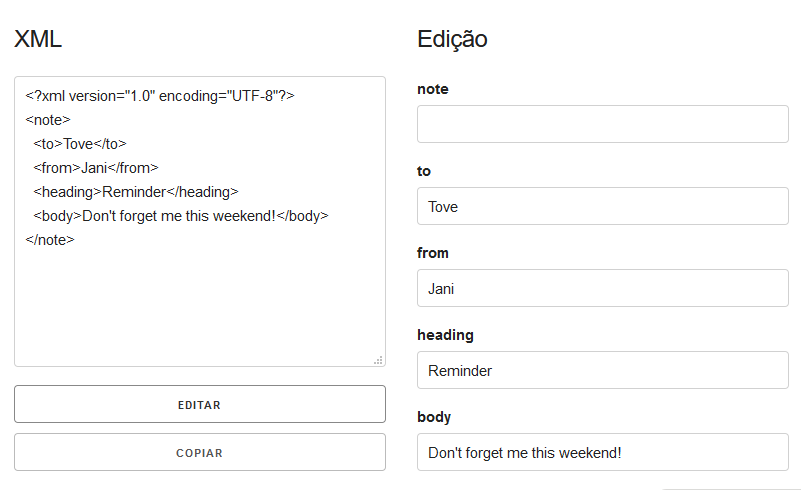 XML
<?xml version="1.0" encoding="UTF-8"?>
<note>
  <to>Tove</to>
  <from>Jani</from>
  <heading>Reminder</heading>
  <body>Don't forget me this weekend!</body>
</note>
EDITAR
COPIAR
Edição
note
to
Tove
from
Jani
heading
Reminder
body
Don't forget me this weekend!